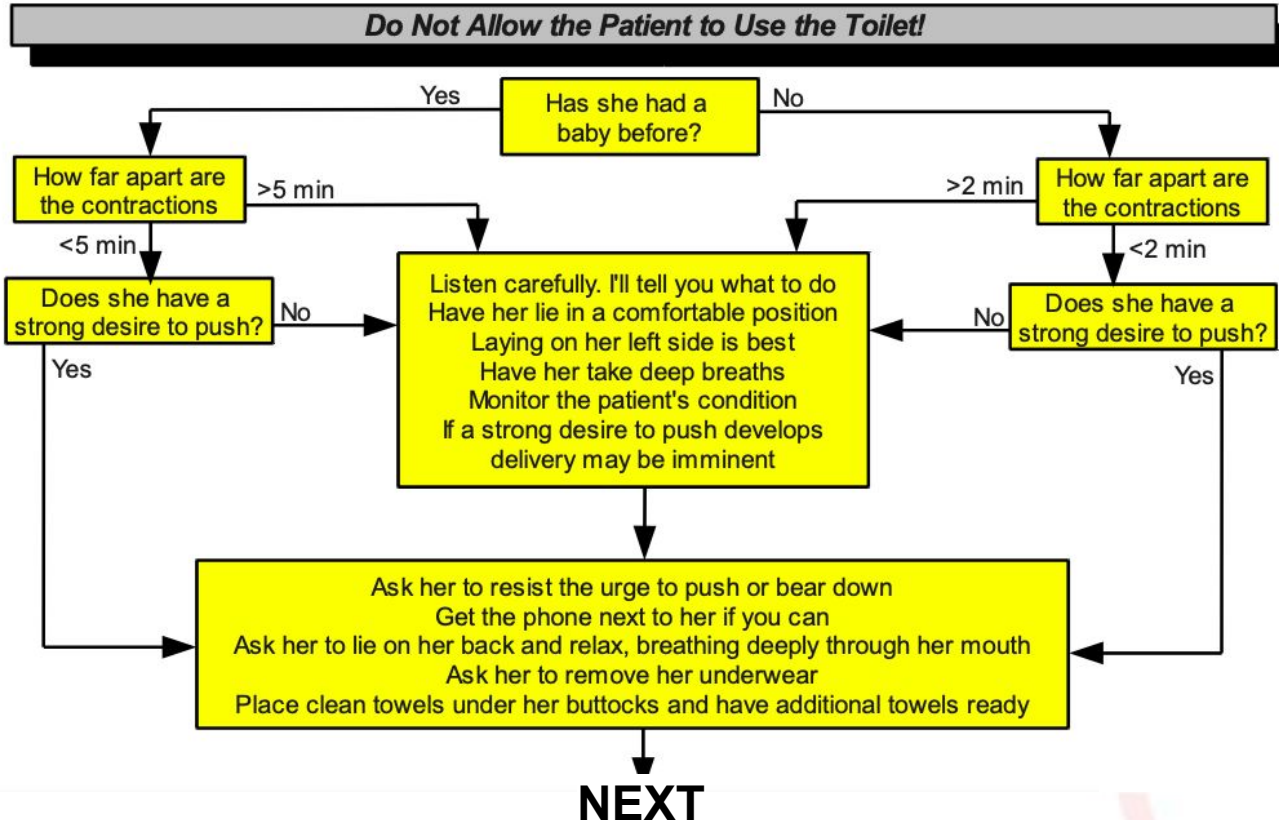 Do Not Allow the Patient to Use the Toilet!
Yes
Has she had a
baby before?
No
How far apart are
the contractions
>5 min
>2 min
How far apart are
the contractions
<5 min
<2 min
Does she have a
strong desire to push?
No
Yes
Listen carefully. I'll tell you what to do
Have her lie in a comfortable position
Laying on her left side is best
Have her take deep breaths
Monitor the patient's condition
If a strong desire to push develops
delivery may be imminent
No
Does she have a
strong desire to push?
Yes
Ask her to resist the urge to push or bear down
Get the phone next to her if you can
Ask her to lie on her back and relax, breathing deeply through her mouth
Ask her to remove her underwear
Place clean towels under her buttocks and have additional towels ready
NEXT